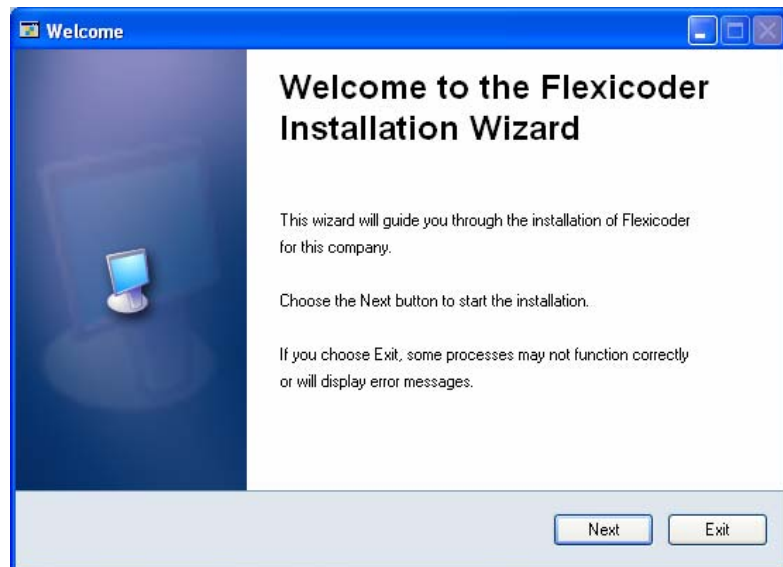 Welcome
Welcome to the Flexicoder
Installation Wizard
This wizard will guide you through the installation of Flexicoder
for this company.
Choose the Next button to start the installation.
If you choose Exit, some processes may not function correctly
or will display error messages.
Next Exit